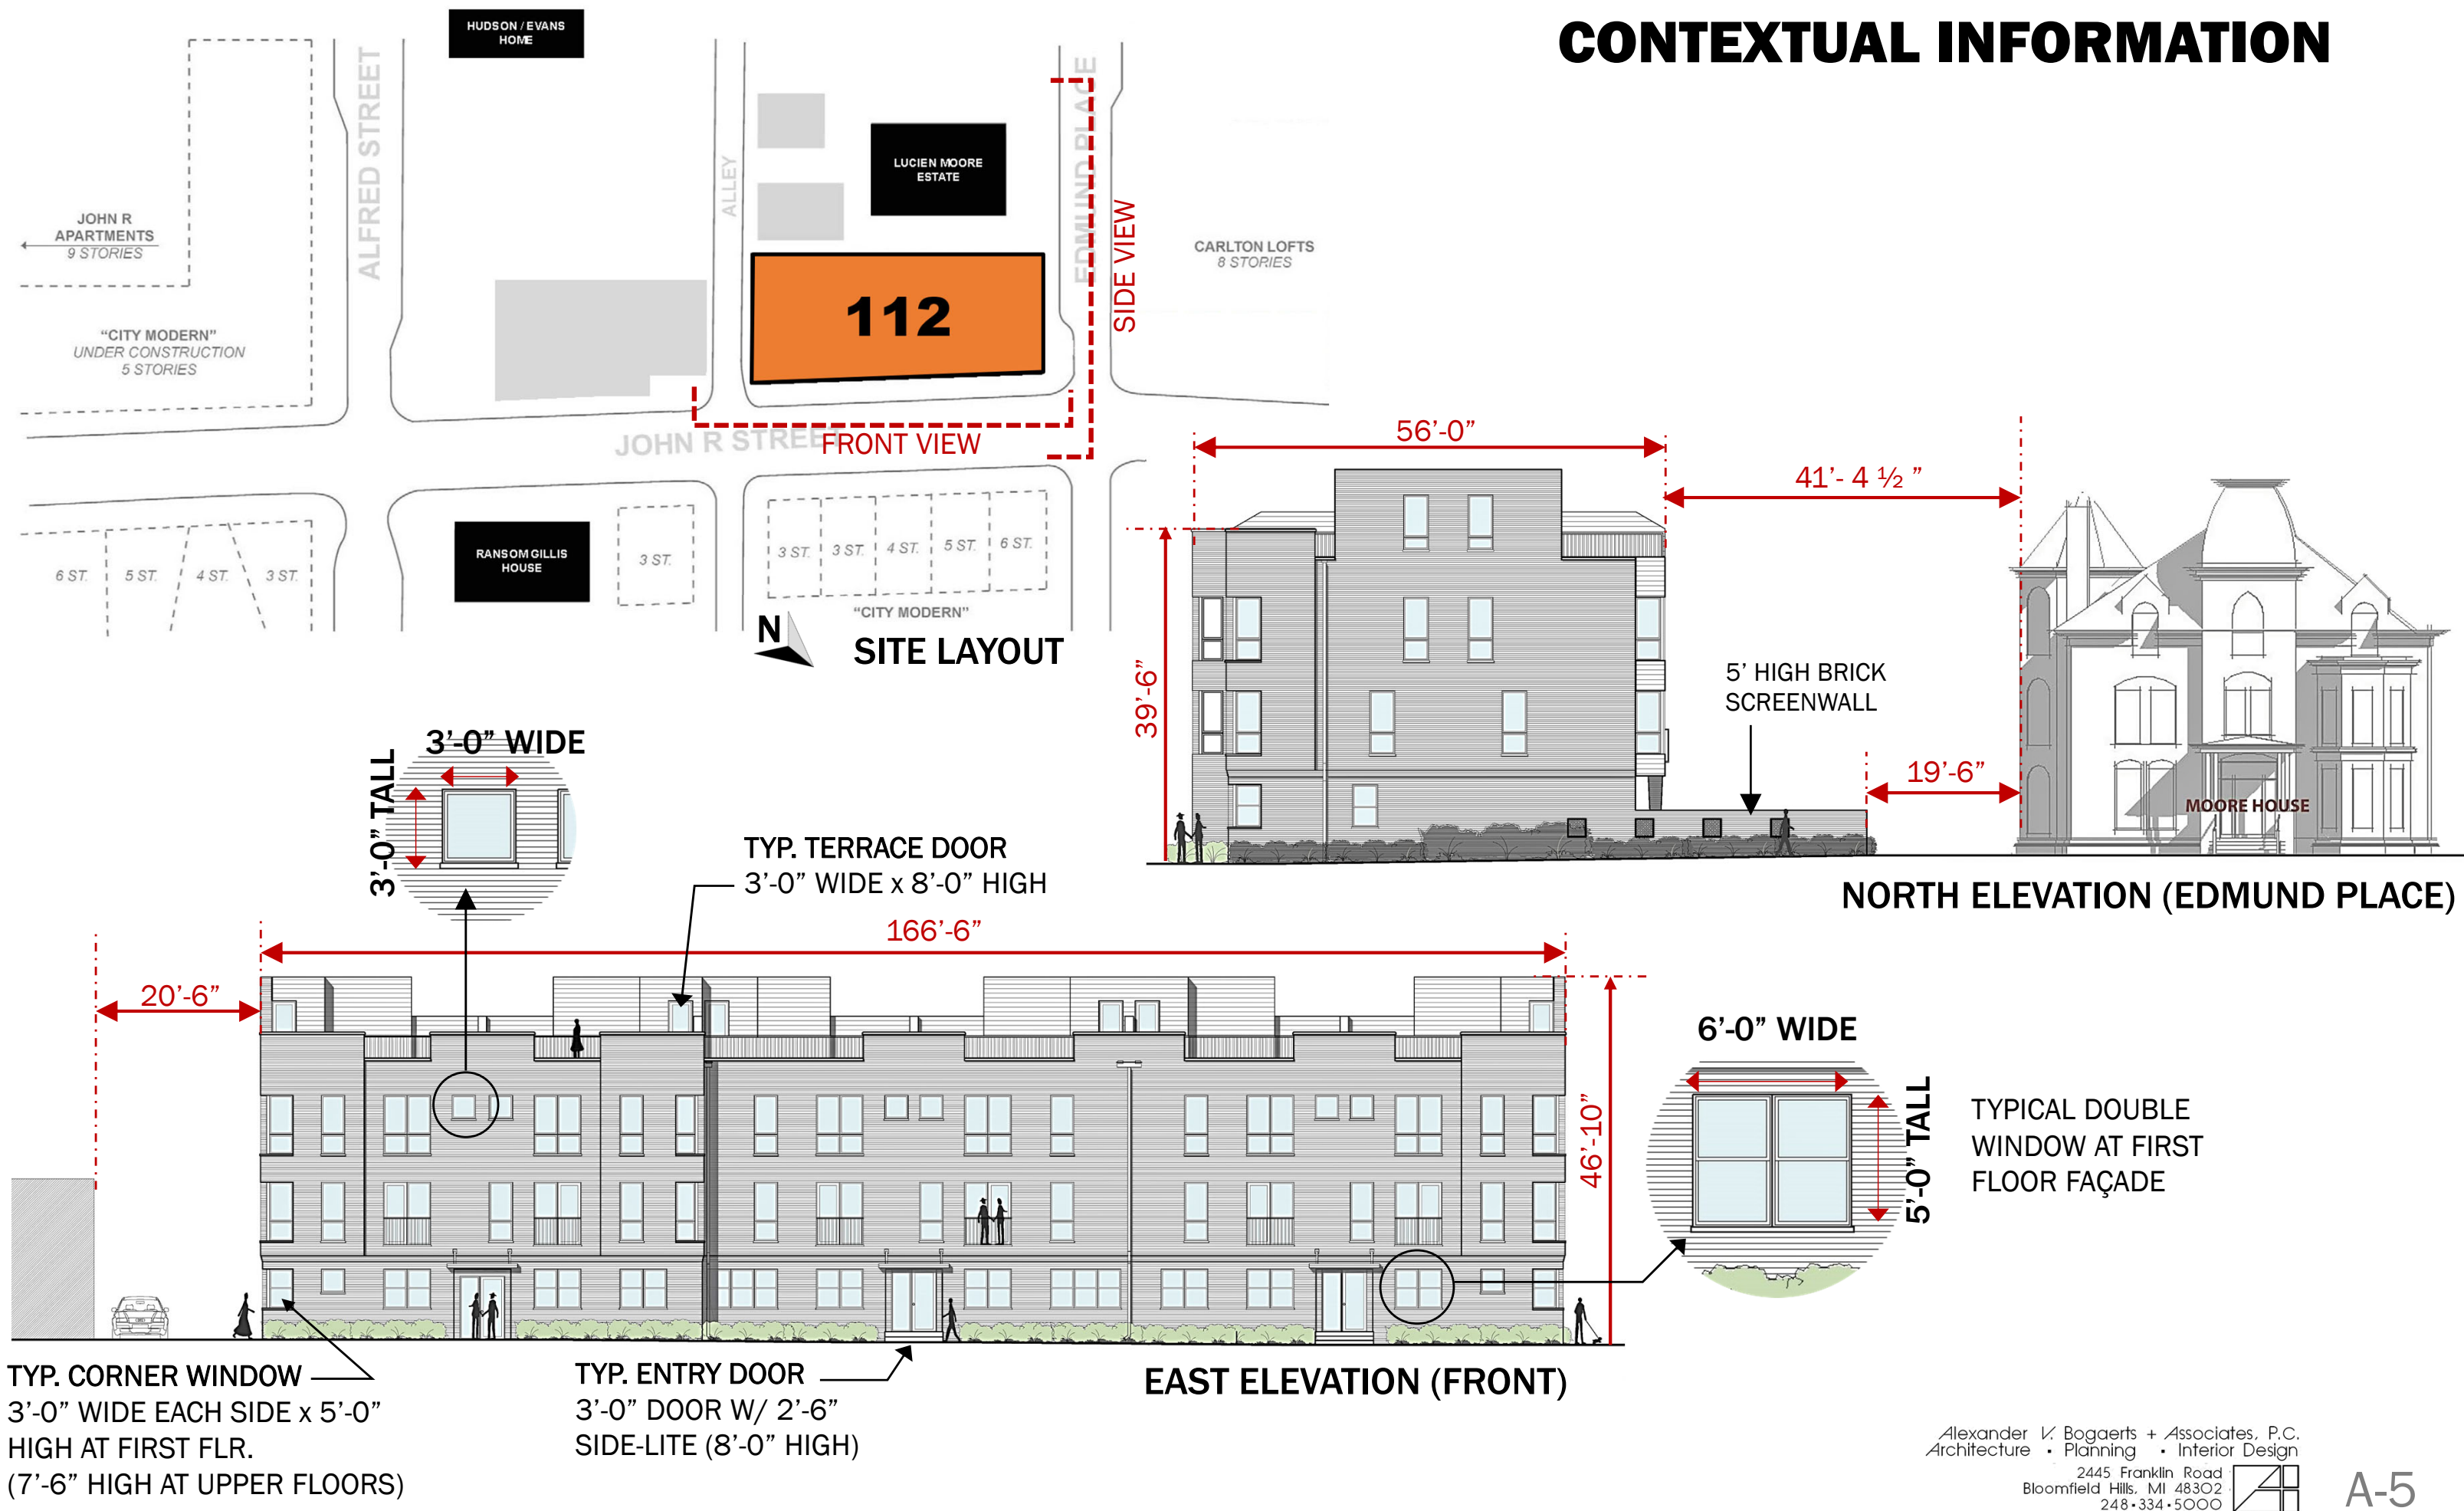 CONTEXTUAL INFORMATION
HUDSON / EVANS
HOME
ALFRED STREET
ALLEY
EDMUND PLACE
SIDE VIEW
LUCIEN MOORE
ESTATE
JOHN R
APARTMENTS
9 STORIES
CARLTON LOFTS
8 STORIES
112
"CITY MODERN"
UNDER CONSTRUCTION
5 STORIES
JOHN R STREET
FRONT VIEW
RANSOM GILLIS
HOUSE
3 ST.
3 ST.
3 ST.
4 ST.
5 ST.
6 ST.
6 ST.
5 ST.
4 ST.
3 ST.
"CITY MODERN"
N
SITE LAYOUT
56'-0"
41'- 4 ½ "
39'-6"
5' HIGH BRICK
SCREENWALL
19'-6"
MOORE HOUSE
NORTH ELEVATION (EDMUND PLACE)
3'-0" WIDE
3'-0" TALL
TYP. TERRACE DOOR
3'-0" WIDE x 8'-0" HIGH
166'-6"
20'-6"
46'-10"
6'-0" WIDE
5'-0" TALL
TYPICAL DOUBLE
WINDOW AT FIRST
FLOOR FAÇADE
TYP. CORNER WINDOW
3'-0" WIDE EACH SIDE x 5'-0"
HIGH AT FIRST FLR.
(7'-6" HIGH AT UPPER FLOORS)
TYP. ENTRY DOOR
3'-0" DOOR W/ 2'-6"
SIDE-LITE (8'-0" HIGH)
EAST ELEVATION (FRONT)
Alexander V. Bogaerts + Associates, P.C.
Architecture • Planning • Interior Design
2445 Franklin Road
Bloomfield Hills, MI 48302
248•334•5000
A-5